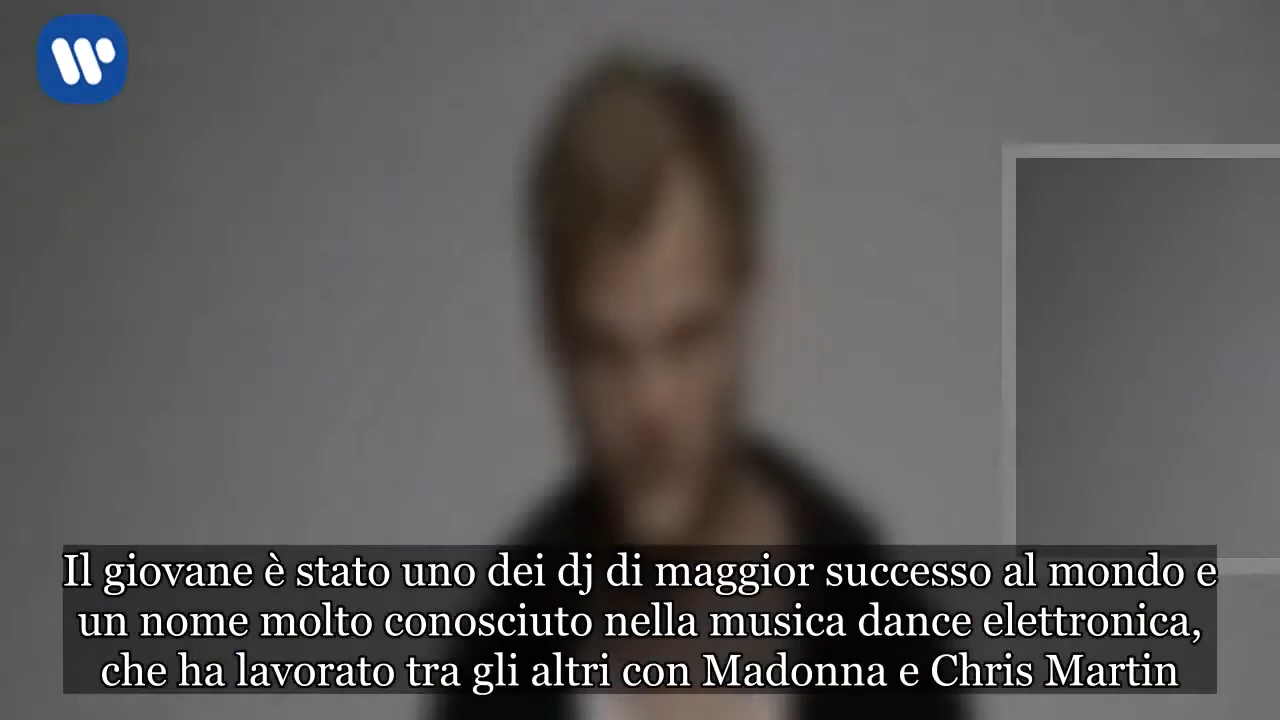 Il giovane è stato uno dei dj di maggior successo al mondo e
un nome molto conosciuto nella musica dance elettronica,
che ha lavorato tra gli altri con Madonna e Chris Martin